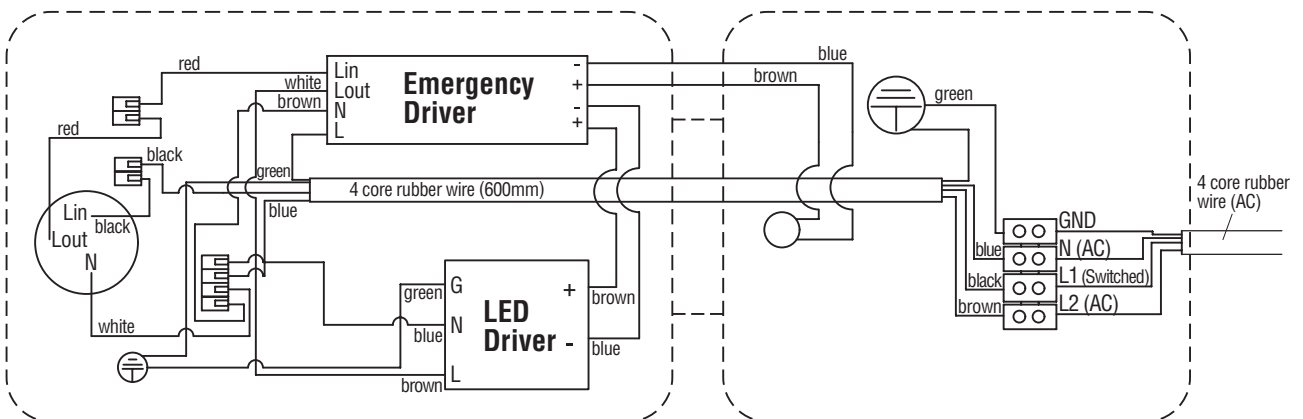 red
red
black
Lin
black
Lout
N
white
white
brown
green
blue
Lin
Lout
N
L
Emergency
Driver
-
+
-
+
4 core rubber wire (600mm)
green
blue
brown
G
N
L
LED
Driver
+
-
brown
blue
blue
brown
green
blue
black
brown
GND
N (AC)
L1 (Switched)
L2 (AC)
4 core rubber
wire (AC)